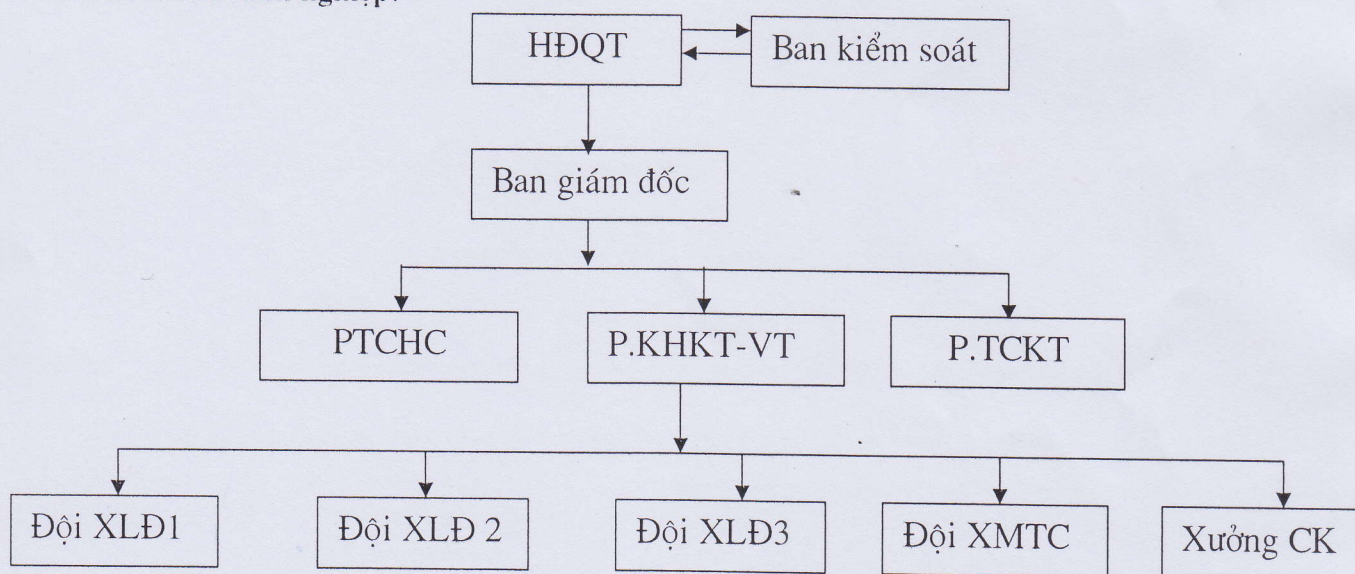 nghiệp.
HĐQT
Ban kiểm soát
Ban giám đốc
PTCHC
P.KHKT-VT
P.TCKT
Đội XLĐ1
Đội XLĐ 2
Đội XLĐ3
Đội XMTC
Xưởng CK